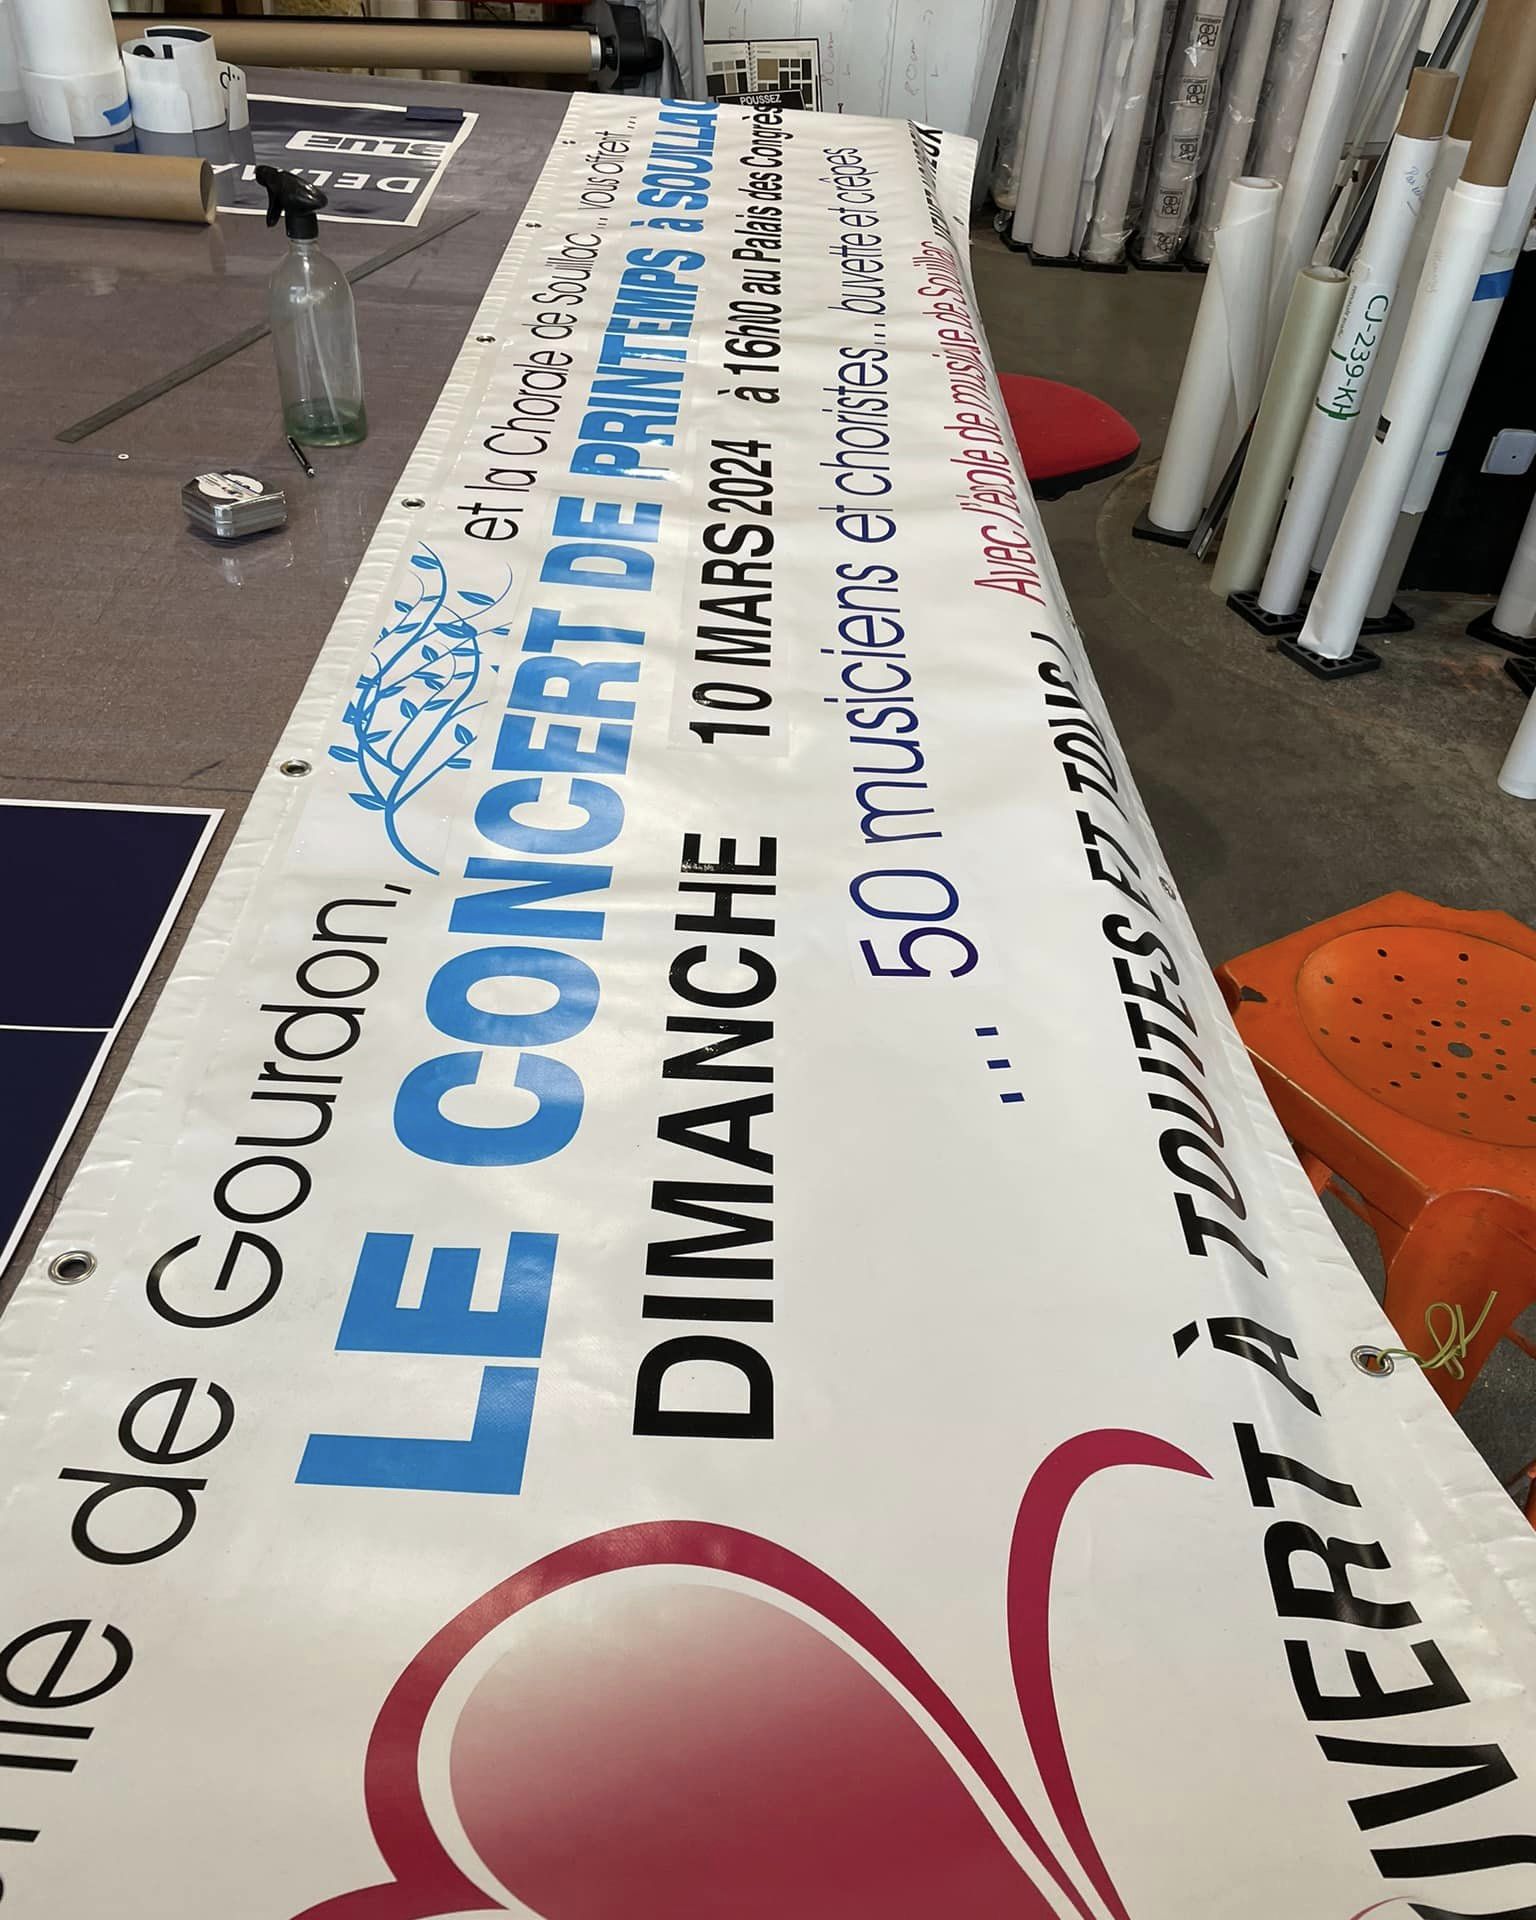 de Gourdon, et la Chorale de Souillac ... vous offrent ...
LE CONCERT DE PRINTEMPS à SOUILLAC
DIMANCHE 10 MARS 2024 à 16h00 au Palais des Congrès
... 50 musiciens et choristes... buvette et crêpes
Avec l'école de musique de Souillac
UVERT À TOUTES ET TOUS,
POUSSEZ
BLUE
CJ-239-KH